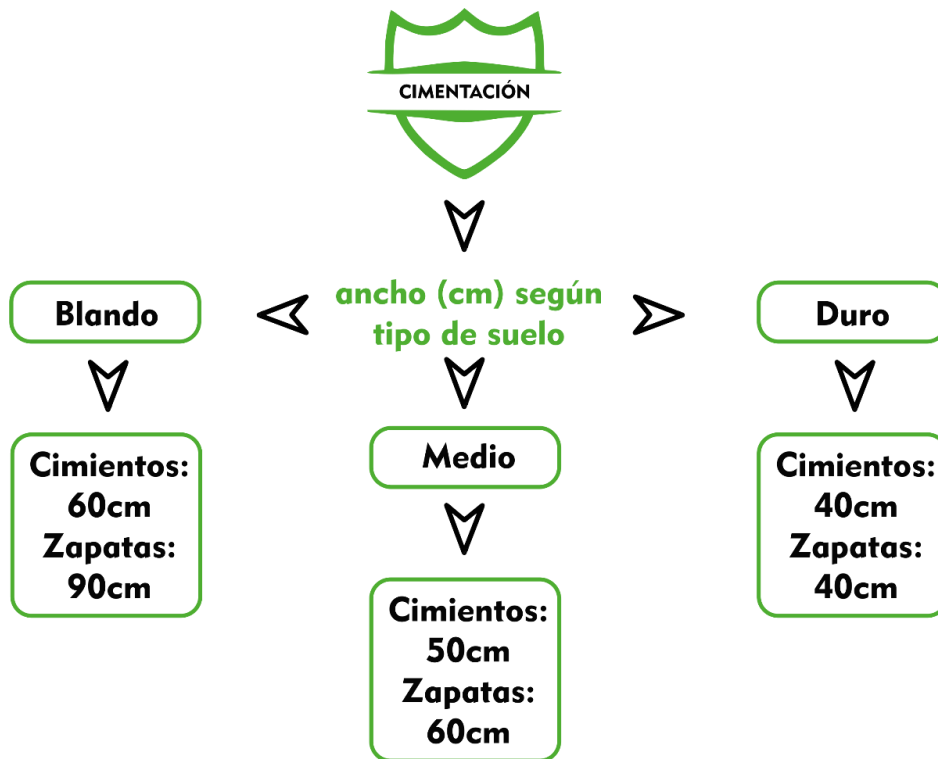 CIMENTACIÓN
ancho (cm) según
tipo de suelo
Blando
Cimientos:
60cm
Zapatas:
90cm
Medio
Cimientos:
50cm
Zapatas:
60cm
Duro
Cimientos:
40cm
Zapatas:
40cm